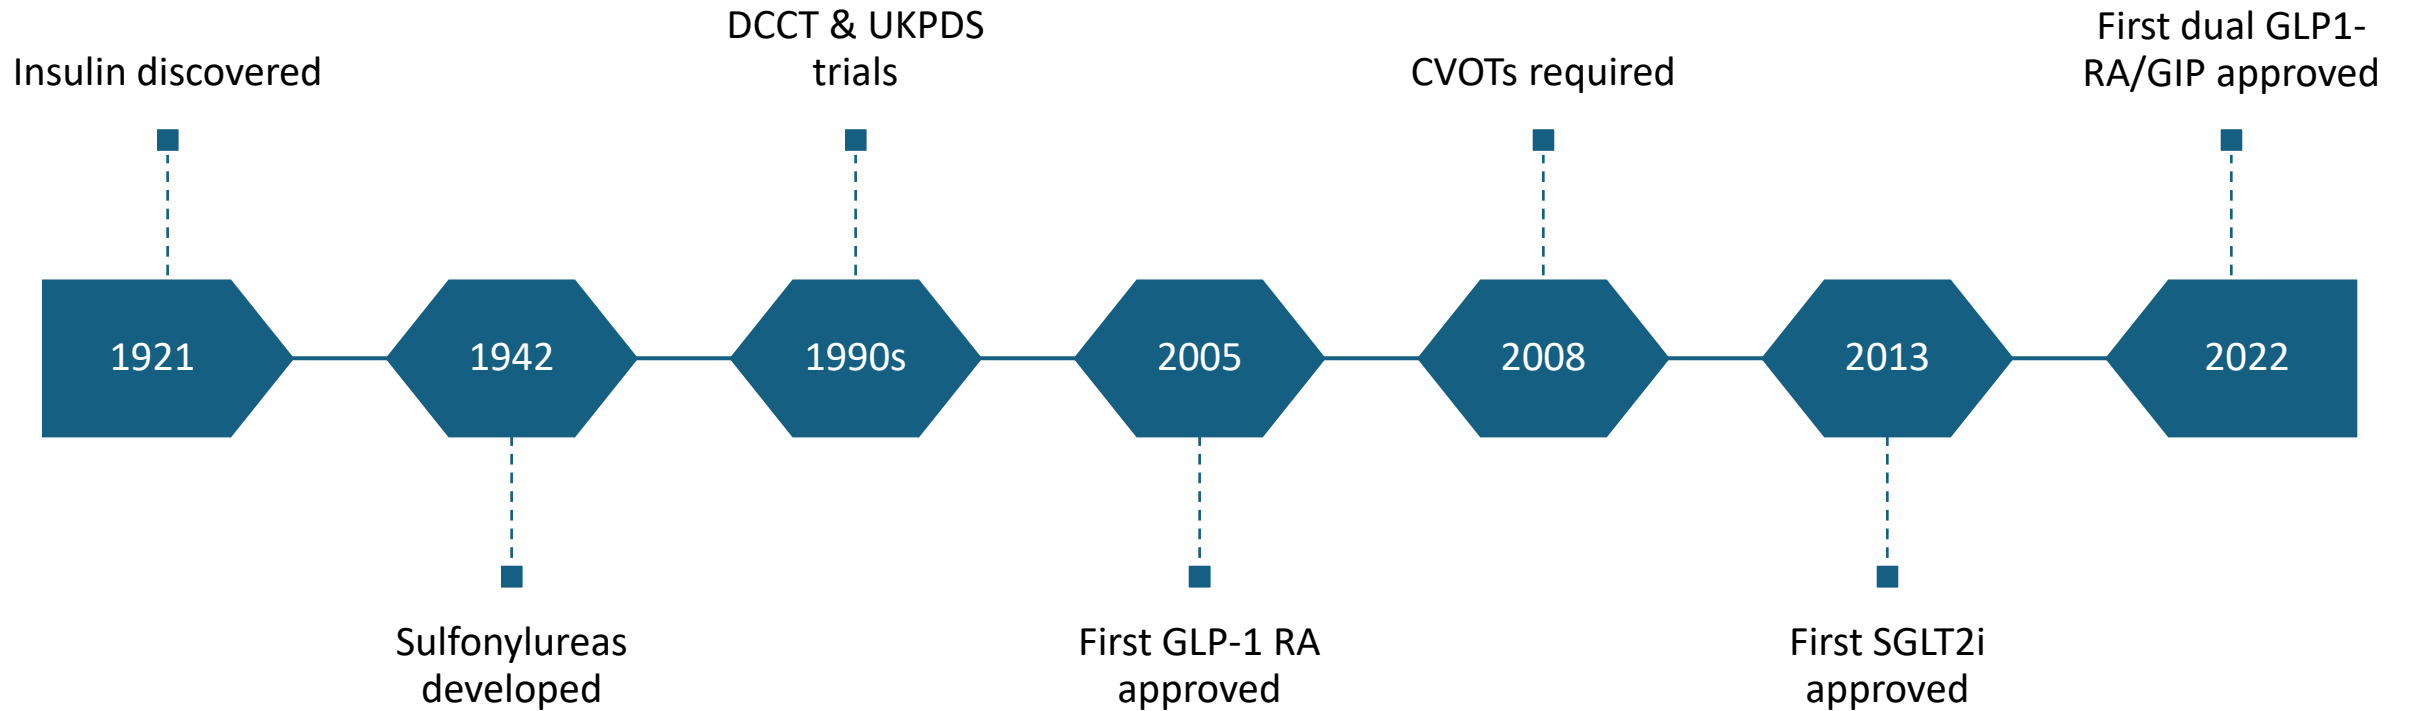 Insulin discovered
DCCT & UKPDS
trials
CVOTs required
First dual GLP1-
RA/GIP approved
1921
1942
1990s
2005
2008
2013
2022
Sulfonylureas
developed
First GLP-1 RA
approved
First SGLT2i
approved